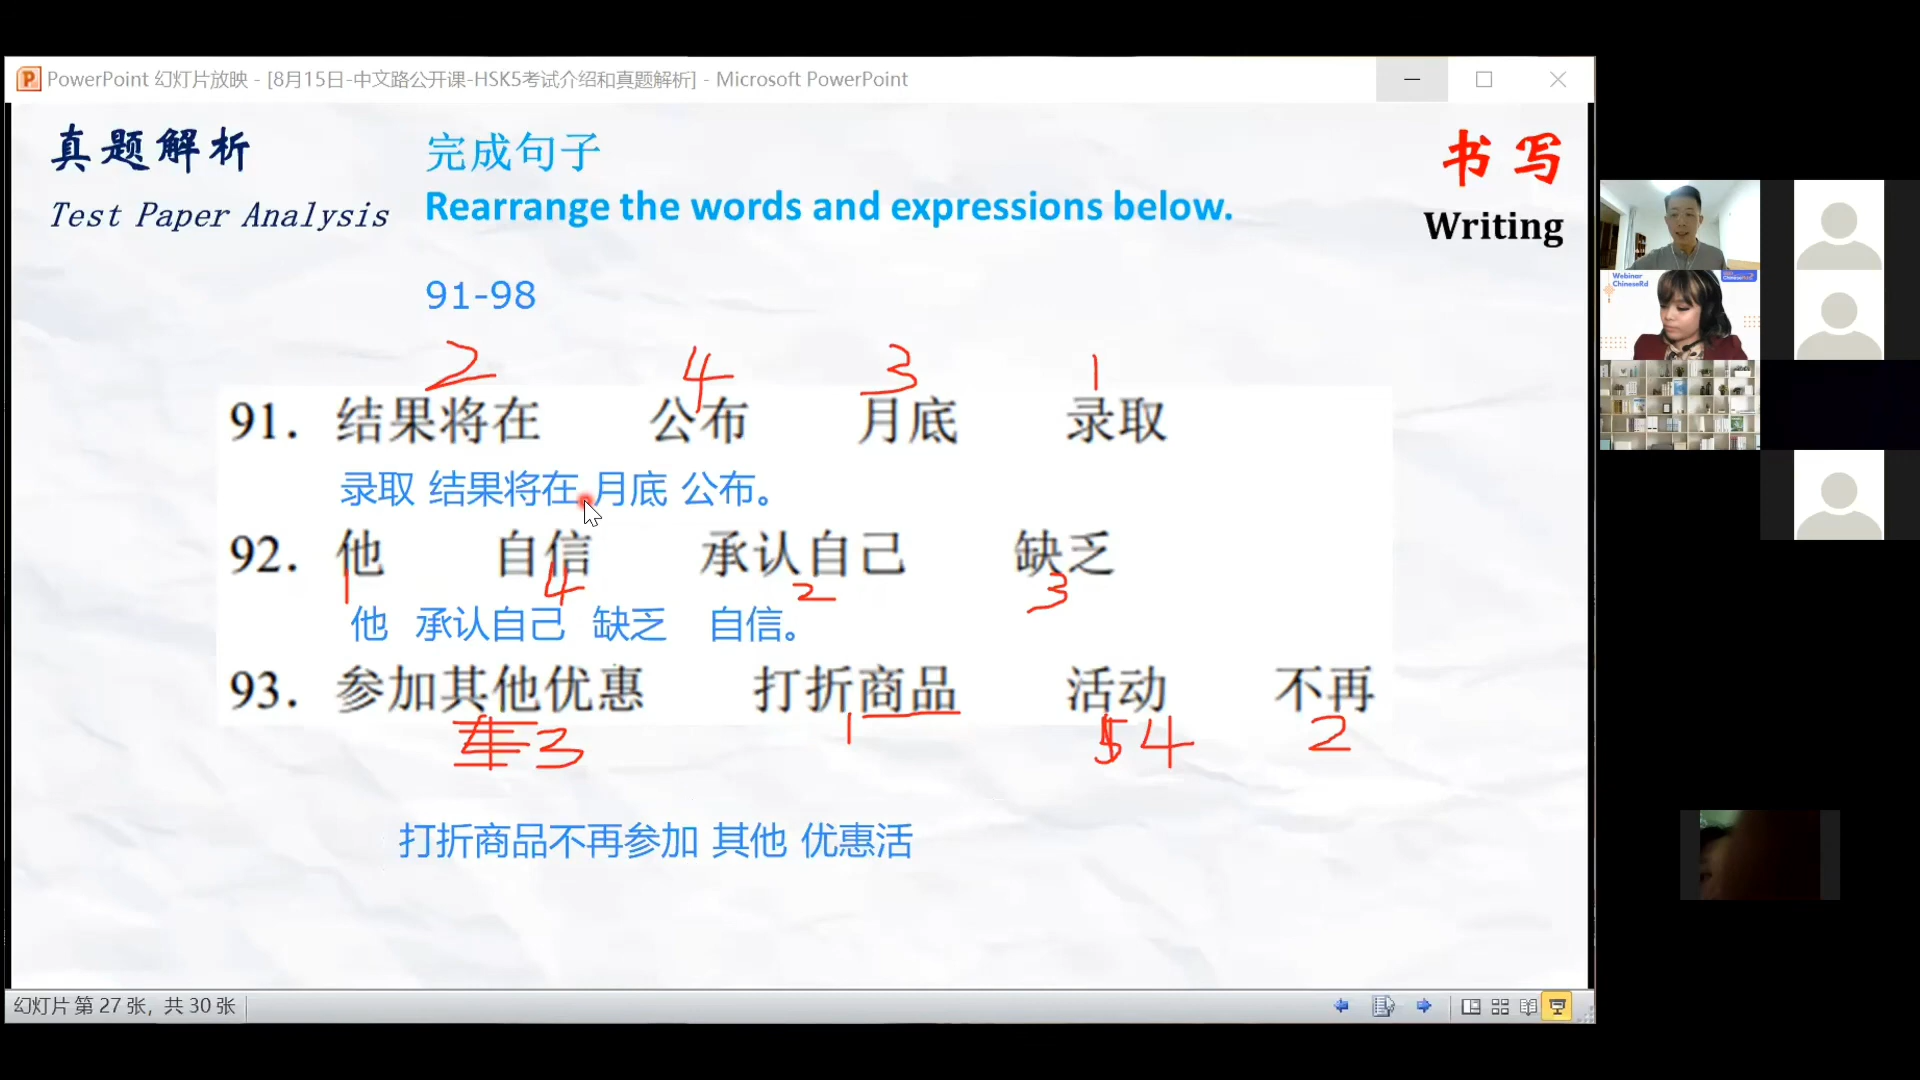 PowerPoint 幻灯片放映 - [8月15日-中文路公开课-HSK5考试介绍和真题解析] - Microsoft PowerPoint
真题解析
Test Paper Analysis
完成句子
Rearrange the words and expressions below.
书写
Writing
91-98
2 4 3 1
91. 结果将在 公布 月底 录取
录取 结果将在 月底 公布。
92. 他 自信 承认自己 缺乏
1 4 2 3
他 承认自己 缺乏 自信。
93. 参加其他优惠 打折商品 活动 不再
3 1 4 2
打折商品不再参加 其他 优惠活
幻灯片 第 27 张，共 30 张
Webinar
ChineseRd